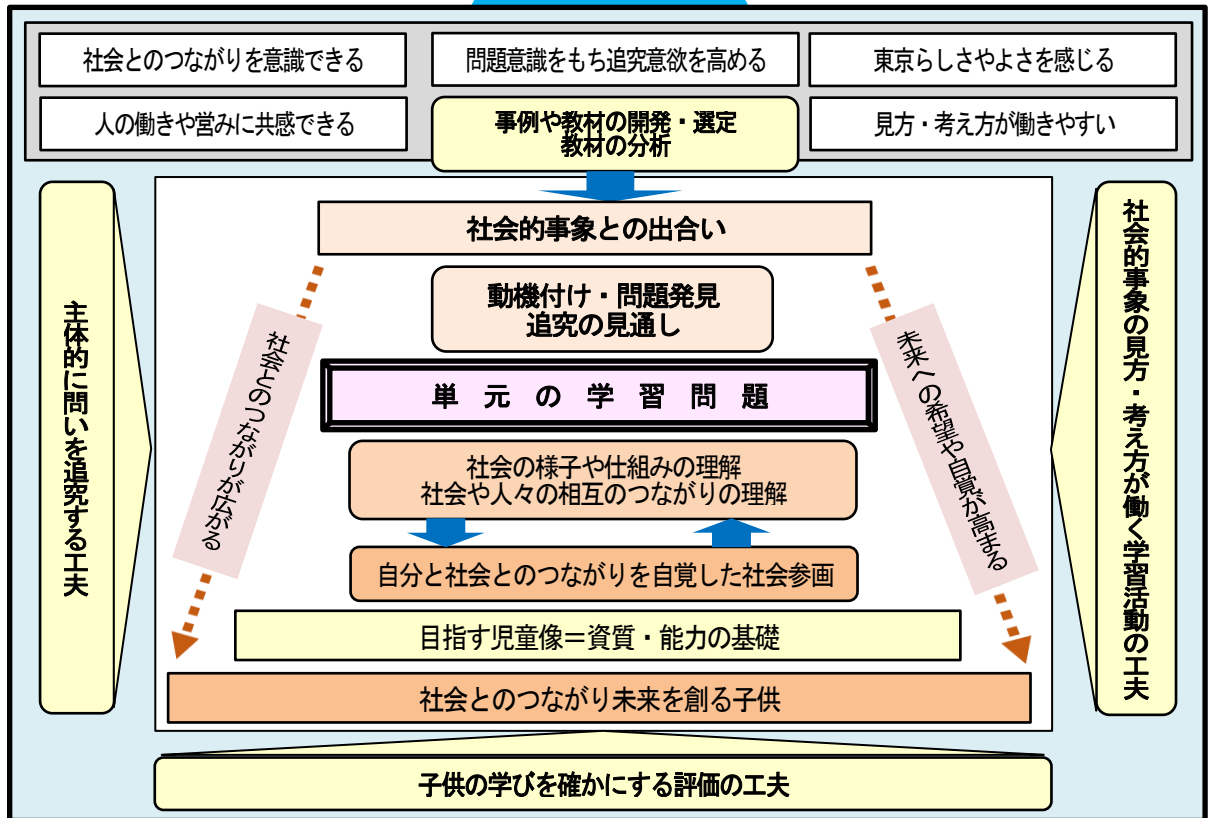 社会とのつながりを意識できる
問題意識をもち追究意欲を高める
東京らしさやよさを感じる
人の働きや営みに共感できる
事例や教材の開発・選定
教材の分析
見方・考え方が働きやすい
社会的事象との出合い
動機付け・問題発見
追究の見通し
単元の学習問題
社会の様子や仕組みの理解
社会や人々の相互のつながりの理解
自分と社会とのつながりを自覚した社会参画
目指す児童像＝資質・能力の基礎
社会とのつながり未来を創る子供
主体的に問いを追究する工夫
社会とのつながりが広がる
未来への希望や自覚が高まる
社会的事象の見方・考え方が働く学習活動の工夫
子供の学びを確かにする評価の工夫